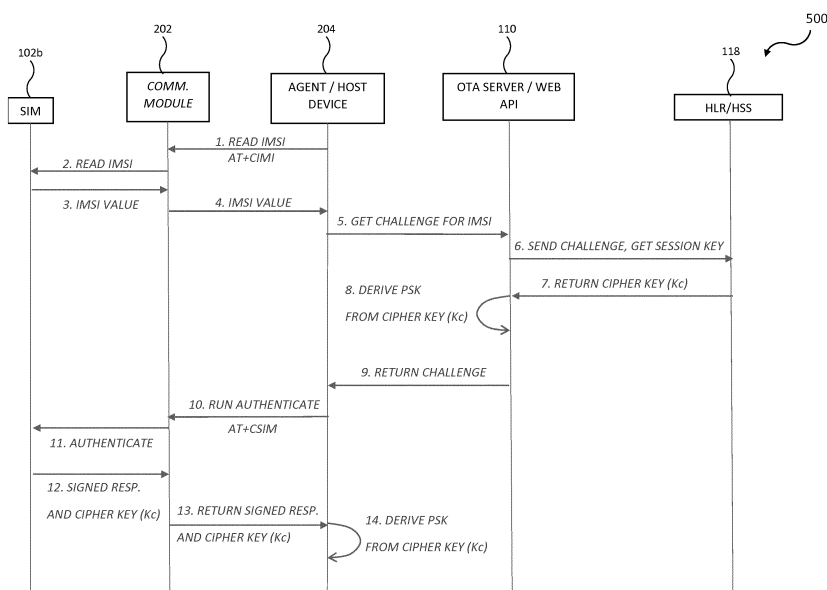 500
202
204
110
118
102b
COMM.
MODULE
AGENT / HOST
DEVICE
OTA SERVER / WEB
API
HLR/HSS
SIM
1. READ IMSI
AT+CIMI
2. READ IMSI
3. IMSI VALUE
4. IMSI VALUE
5. GET CHALLENGE FOR IMSI
6. SEND CHALLENGE, GET SESSION KEY
7. RETURN CIPHER KEY (Kc)
8. DERIVE PSK
FROM CIPHER KEY (Kc)
9. RETURN CHALLENGE
10. RUN AUTHENTICATE
AT+CSIM
11. AUTHENTICATE
12. SIGNED RESP.
AND CIPHER KEY (Kc)
13. RETURN SIGNED RESP.
AND CIPHER KEY (Kc)
14. DERIVE PSK
FROM CIPHER KEY (Kc)